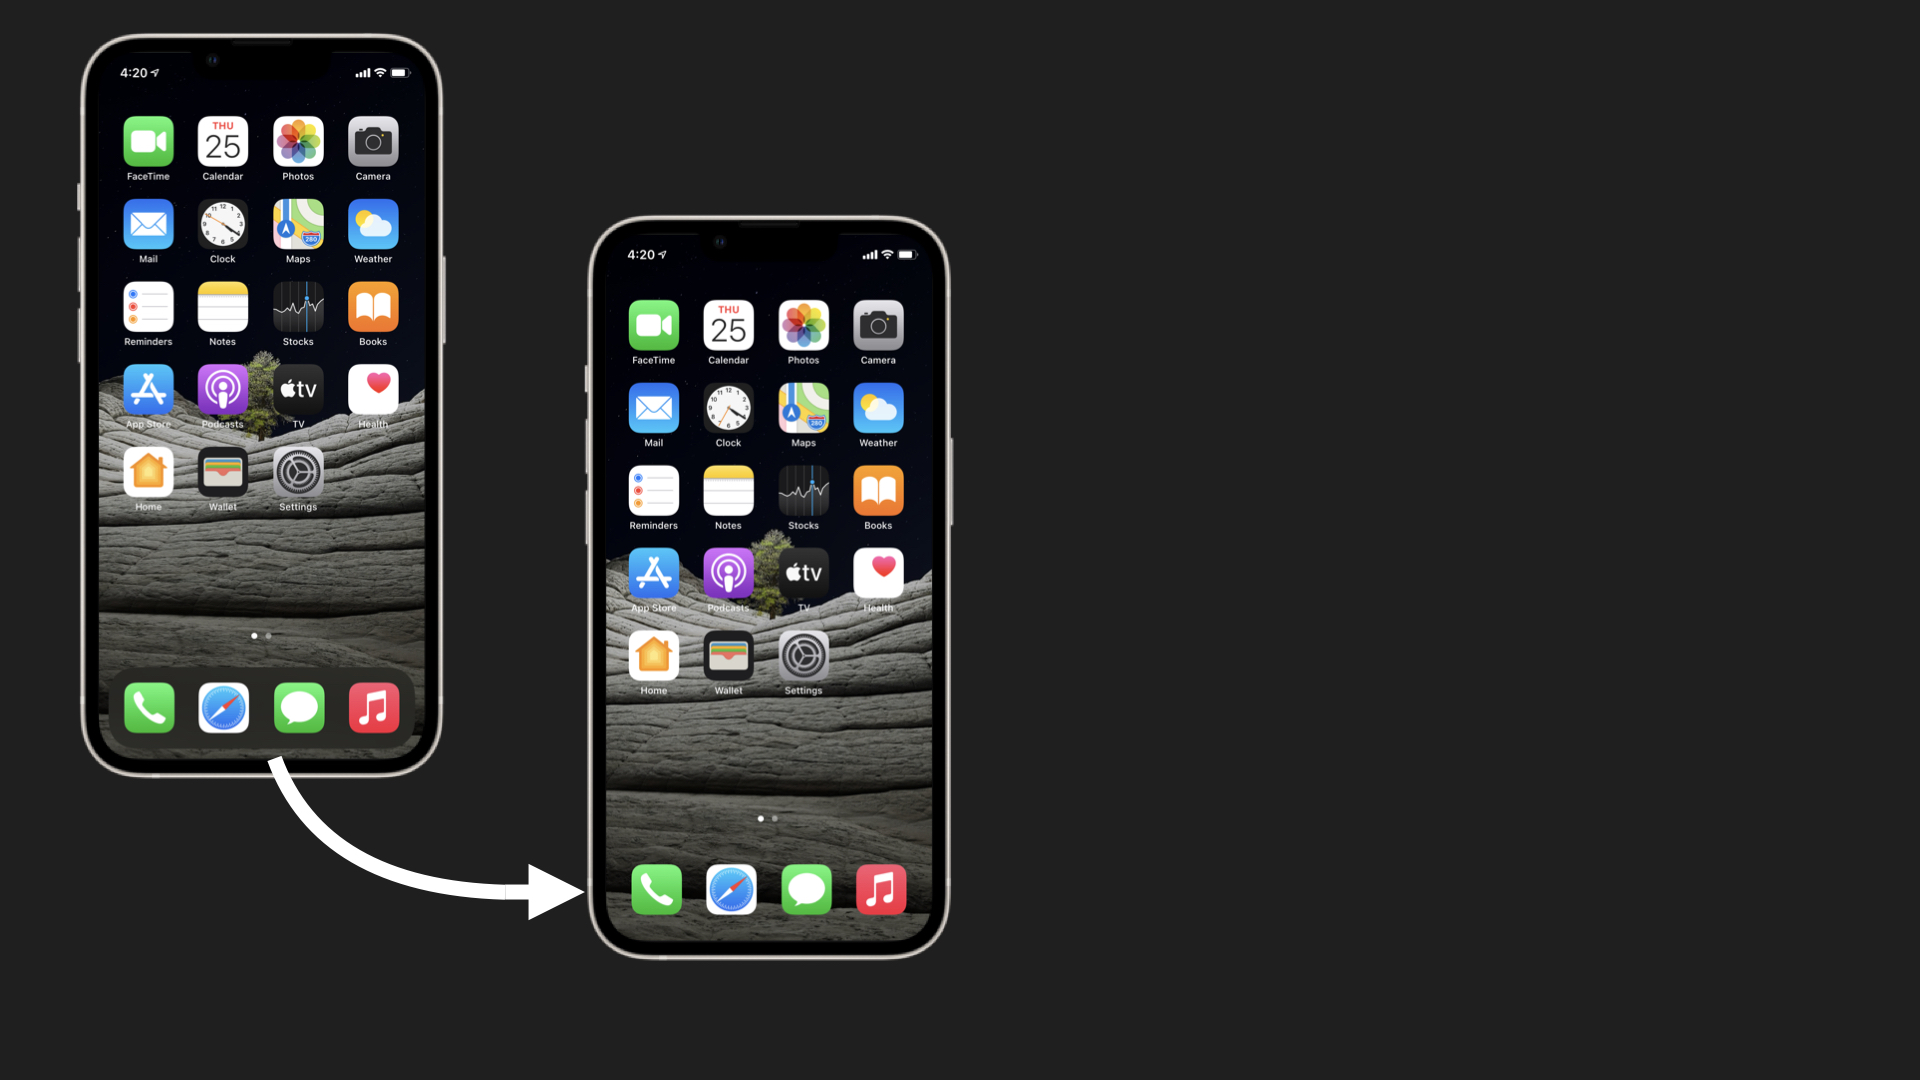 4:20
THU
25
FaceTime Calendar Photos Camera
280
Mail Clock Maps Weather
Reminders Notes Stocks Books
tv
App Store Podcasts TV Health
Home Wallet Settings
4:20
THU
25
FaceTime Calendar Photos Camera
280
Mail Clock Maps Weather
Reminders Notes Stocks Books
tv
App Store Podcasts TV Health
Home Wallet Settings